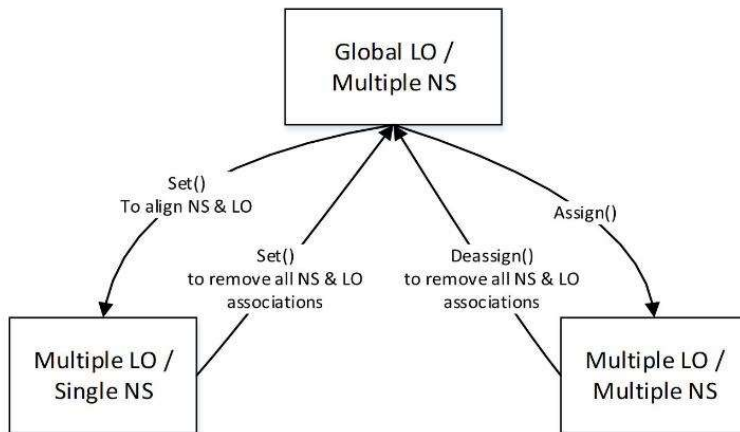 Global LO /
Multiple NS
Set()
To align NS & LO
Assign()
Set()
to remove all NS & LO
associations
Deassign()
to remove all NS & LO
associations
Multiple LO /
Single NS
Multiple LO /
Multiple NS